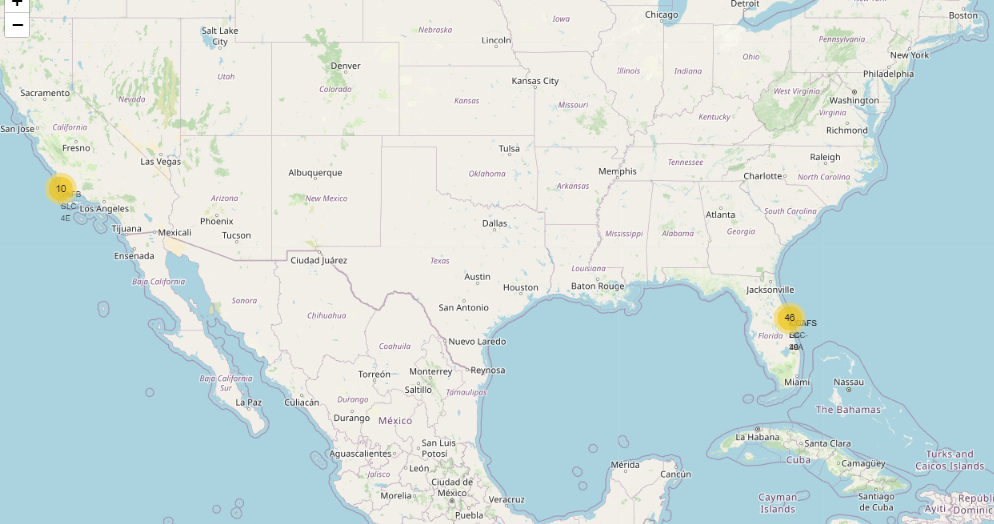 +
Chicago
Detroit
Boston
−
Salt Lake
City
Nebraska
Iowa
Lincoln
Pennsylvania
New York
Denver
Utah
Colorado
Kansas City
Illinois
Indiana
Ohio
Philadelphia
Sacramento
Nevada
Kansas
Missouri
West Virginia
Washington
Virginia
San Jose
California
Kentucky
Richmond
Fresno
Las Vegas
Tulsa
Raleigh
Tennessee
Albuquerque
Oklahoma
Memphis
Charlotte
North Carolina
10
FB
Arizona
New Mexico
Arkansas
SLC-
Los Angeles
4E
Phoenix
Dallas
Atlanta
South Carolina
Tijuana
Mexicali
Tucson
Mississippi
Alabama
Georgia
Ensenada
Ciudad Juárez
Texas
Louisiana
Baja California
Austin
Houston
Baton Rouge
Jacksonville
Sonora
San Antonio
Chihuahua
46
Florida
Nuevo Laredo
Coahuila
Baja California
Sur
Torreón
Monterrey
Reynosa
Saltillo
Tamaulipas
Miami
Nassau
La Paz
Culiacán
Durango
Durango
México
The Bahamas
San Luis
Potosí
Aguascalientes
La Habana
Santa Clara
Cuba
Camagüey
Turks and
Caicos Islands
León
Jalisco
Mérida
Cancún
Ciudad de
México
Morelia
Veracruz
Puebla
Cayman
Islands
Santiago
de Cuba
Ayiti